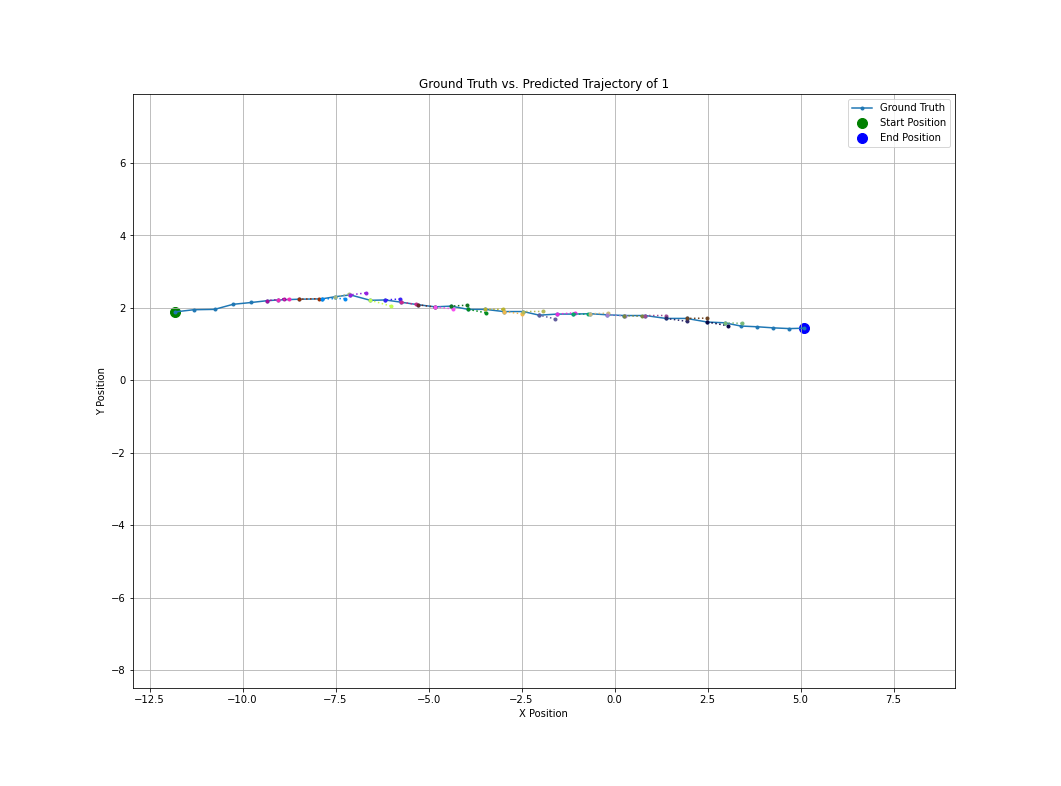 Ground Truth vs. Predicted Trajectory of 1
Ground Truth
Start Position
End Position
6
4
2
0
−2
−4
−6
−8
Y Position
−12.5 −10.0 −7.5 −5.0 −2.5 0.0 2.5 5.0 7.5
X Position